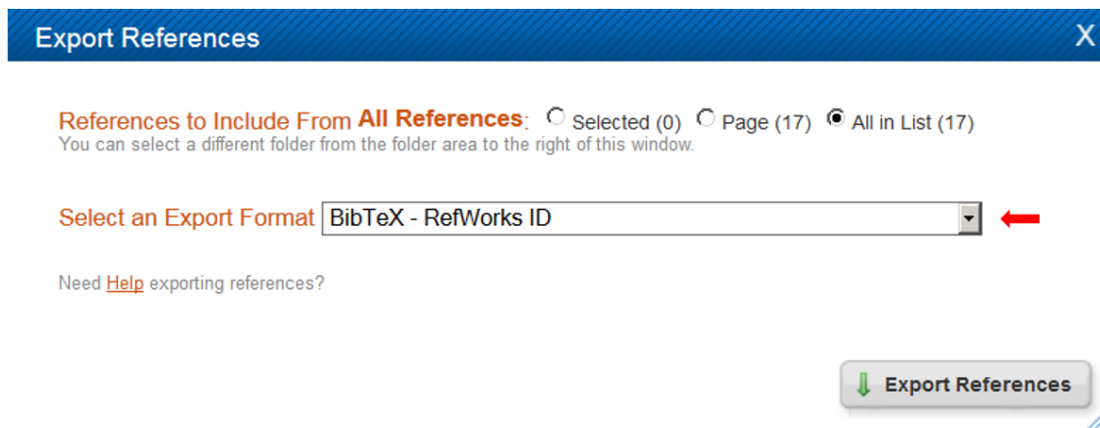 Export References X
References to Include From All References: Selected (0) Page (17) All in List (17)
You can select a different folder from the folder area to the right of this window.
Select an Export Format BibTeX - RefWorks ID
Need Help exporting references?
Export References